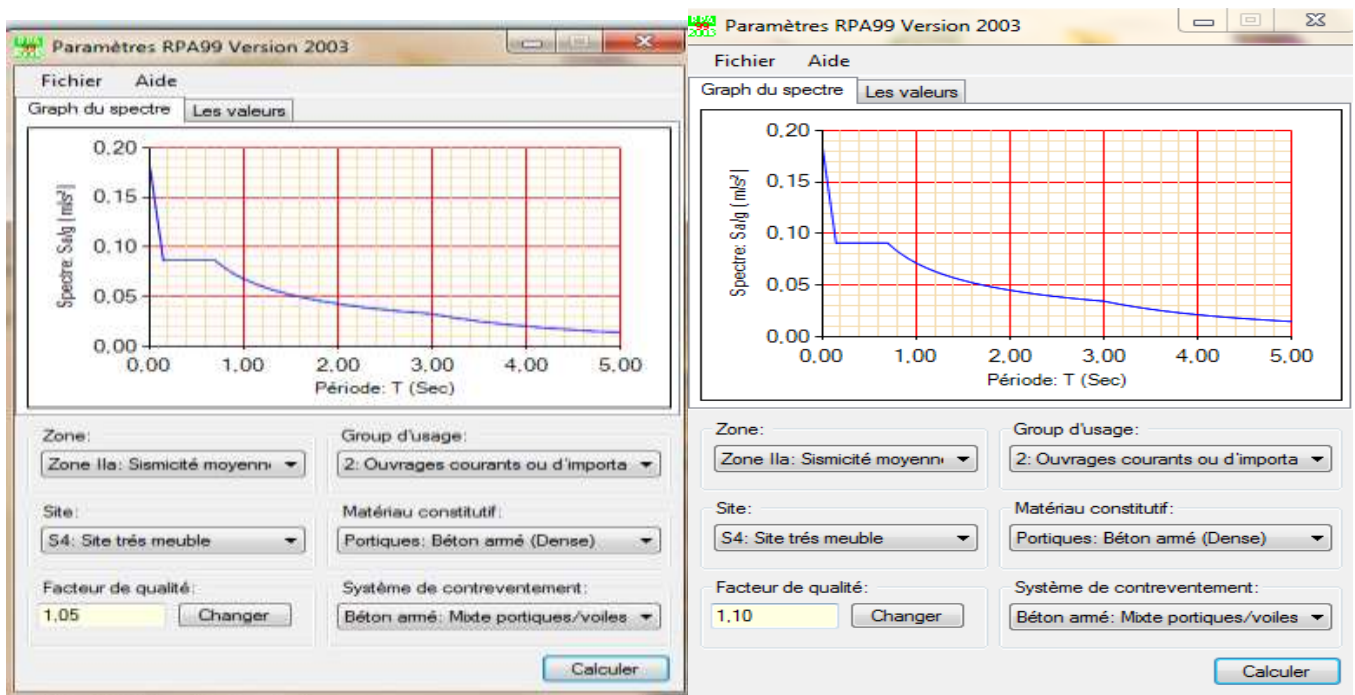 Paramètres RPA99 Version 2003
Fichier Aide
Graph du spectre Les valeurs
Spectre: Sa/g ( m/s²)
0,20
0,15
0,10
0,05
0,00
0,00 1,00 2,00 3,00 4,00 5,00
Période: T (Sec)
Zone: Group d'usage:
Zone IIa: Sismicité moyenn 2: Ouvrages courants ou d'importa
Site: Matériau constitutif:
S4: Site trés meuble Portiques: Béton armé (Dense)
Facteur de qualité: Système de contreventement:
1,05 Changer Béton armé: Mixte portiques/voiles
Calculer
RPA
2003
Paramètres RPA99 Version 2003
Fichier Aide
Graph du spectre Les valeurs
Spectre: Sa/g ( m/s²)
0,20
0,15
0,10
0,05
0,00
0,00 1,00 2,00 3,00 4,00 5,00
Période: T (Sec)
Zone: Group d'usage:
Zone IIa: Sismicité moyenn 2: Ouvrages courants ou d'importa
Site: Matériau constitutif:
S4: Site trés meuble Portiques: Béton armé (Dense)
Facteur de qualité: Système de contreventement:
1,10 Changer Béton armé: Mixte portiques/voiles
Calculer